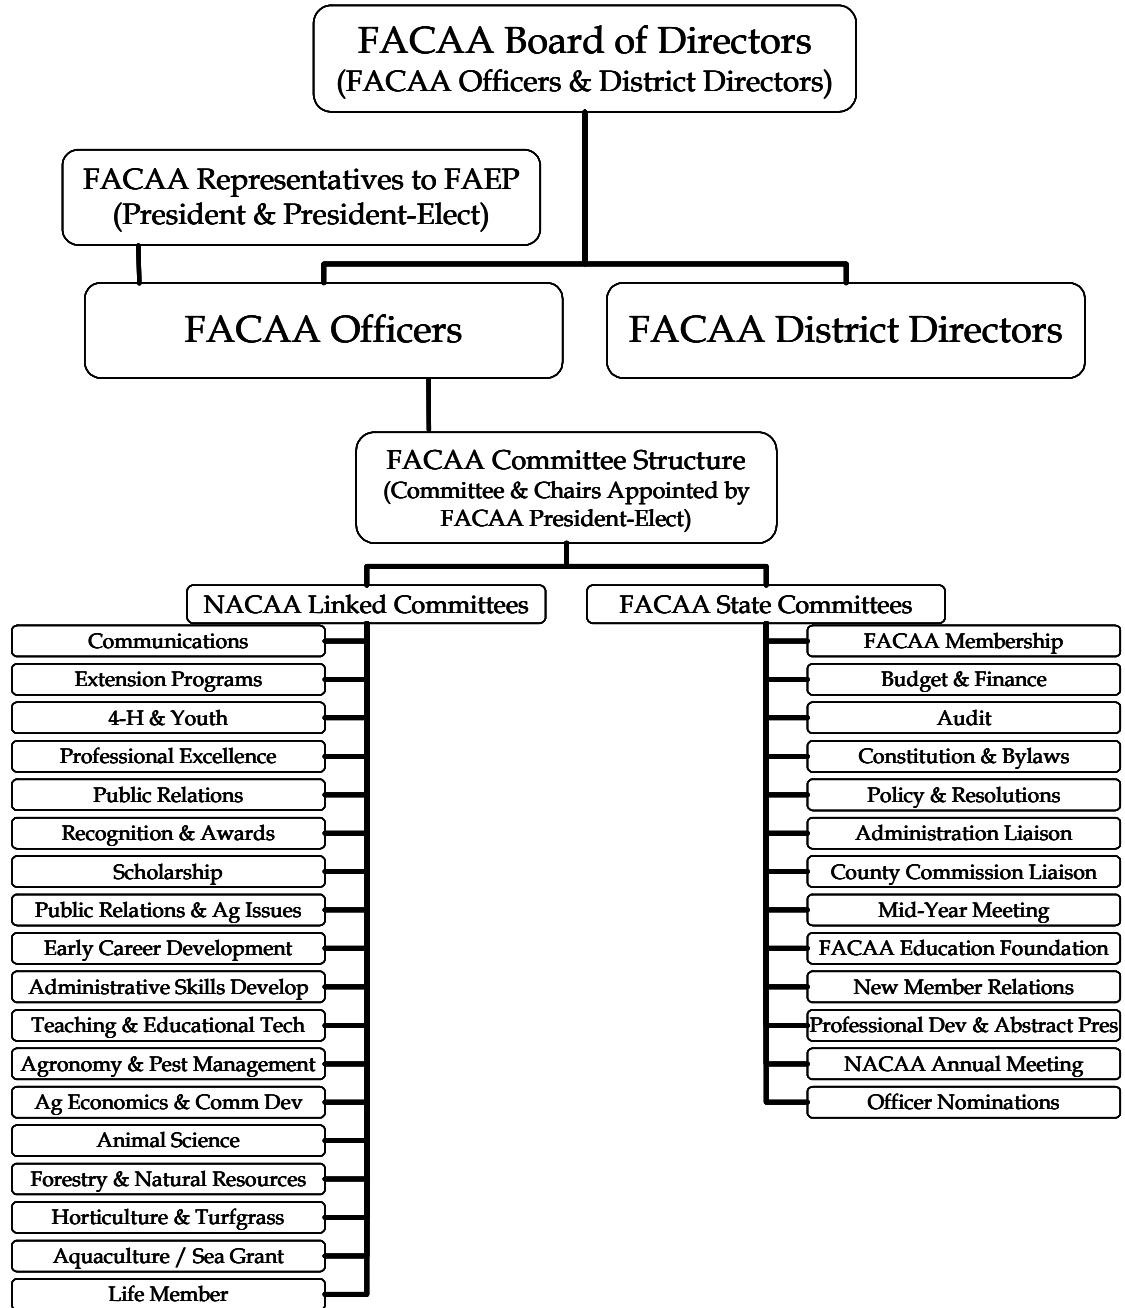 FACAA Board of Directors
(FACAA Officers & District Directors)
FACAA Representatives to FAEP
(President & President-Elect)
FACAA Officers
FACAA District Directors
FACAA Committee Structure
(Committee & Chairs Appointed by
FACAA President-Elect)
NACAA Linked Committees
Communications
Extension Programs
4-H & Youth
Professional Excellence
Public Relations
Recognition & Awards
Scholarship
Public Relations & Ag Issues
Early Career Development
Administrative Skills Develop
Teaching & Educational Tech
Agronomy & Pest Management
Ag Economics & Comm Dev
Animal Science
Forestry & Natural Resources
Horticulture & Turfgrass
Aquaculture / Sea Grant
Life Member
FACAA State Committees
FACAA Membership
Budget & Finance
Audit
Constitution & Bylaws
Policy & Resolutions
Administration Liaison
County Commission Liaison
Mid-Year Meeting
FACAA Education Foundation
New Member Relations
Professional Dev & Abstract Pres
NACAA Annual Meeting
Officer Nominations